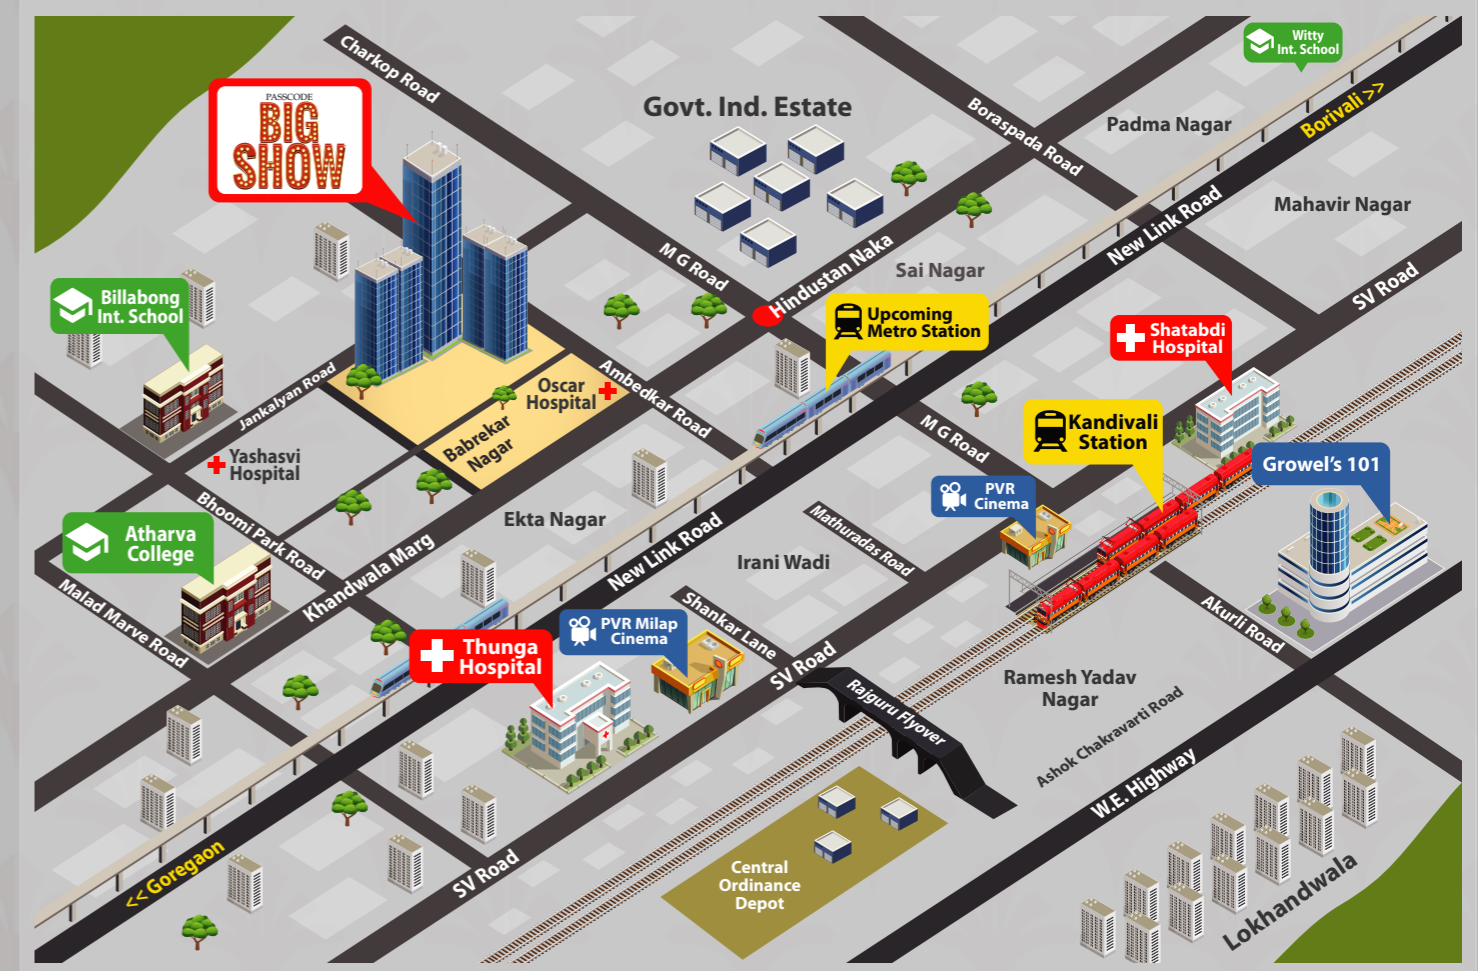 Charkop Road
PASSCODE
BIG
SHOW
Govt. Ind. Estate
Boraspada Road
Padma Nagar
Witty
Int. School
Borivali >>
Mahavir Nagar
New Link Road
SV Road
M G Road
Hindustan Naka
Sai Nagar
Upcoming
Metro Station
Shatabdi
Hospital
Billabong
Int. School
Jankalyan Road
Oscar
Hospital
Ambedkar Road
Babrekar
Nagar
Yashasvi
Hospital
M G Road
Kandivali
Station
Growel's 101
PVR
Cinema
Bhoomi Park Road
Atharva
College
Khandwala Marg
Ekta Nagar
New Link Road
Irani Wadi
Mathuradas Road
Malad Marve Road
Thunga
Hospital
PVR Milap
Cinema
Shankar Lane
SV Road
Rajguru Flyover
Akurli Road
Ramesh Yadav
Nagar
Ashok Chakravarti Road
W.E. Highway
<< Goregaon
SV Road
Central
Ordinance
Depot
Lokhandwala